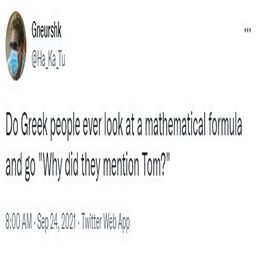 Gneurshk
@Ha_Ka_Tu
Do Greek people ever look at a mathematical formula
and go "Why did they mention Tom?"
8:00 AM · Sep 24, 2021 · Twitter Web App